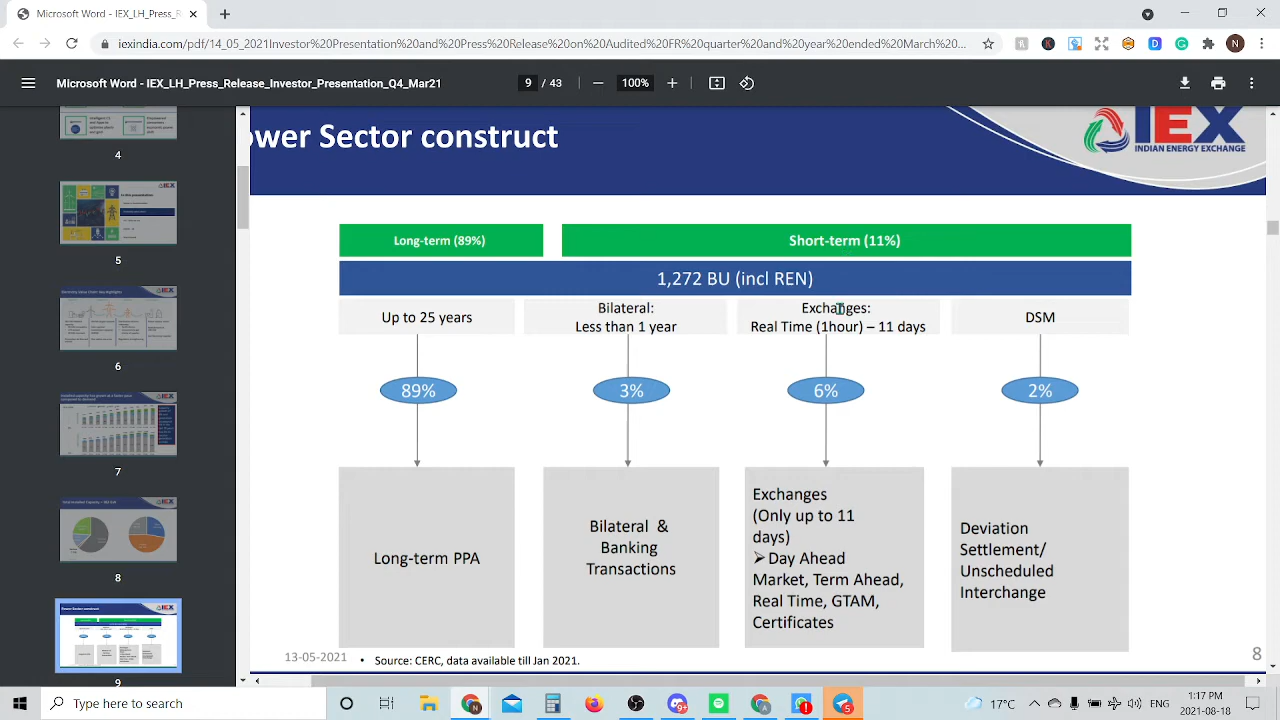 Microsoft Word - IEX_LH_Press_R
iexindia.com/pdf/14_05_2021Investor%20Presentation%20and%20Press%20Release%20on%20Audited%20FR%20quarter%20and%20year%20ended%20March%20...
Microsoft Word - IEX_LH_Press_Release_Investor_Presentation_Q4_Mar21
9 / 43
100%
4
5
6
7
8
9
ower Sector construct
IEX
INDIAN ENERGY EXCHANGE
Long-term (89%)
Short-term (11%)
1,272 BU (incl REN)
Up to 25 years
Bilateral:
Less than 1 year
Exchanges:
Real Time (1hour) – 11 days
DSM
89%
3%
6%
2%
Long-term PPA
Bilateral &
Banking
Transactions
Exchanges
(Only up to 11
days)
➢Day Ahead
Market, Term Ahead,
Real Time, GTAM,
Certificates
Deviation
Settlement/
Unscheduled
Interchange
13-05-2021
• Source: CERC, data available till Jan 2021.
8
Type here to search
17°C
ENG
1:17 PM
2021-08-18